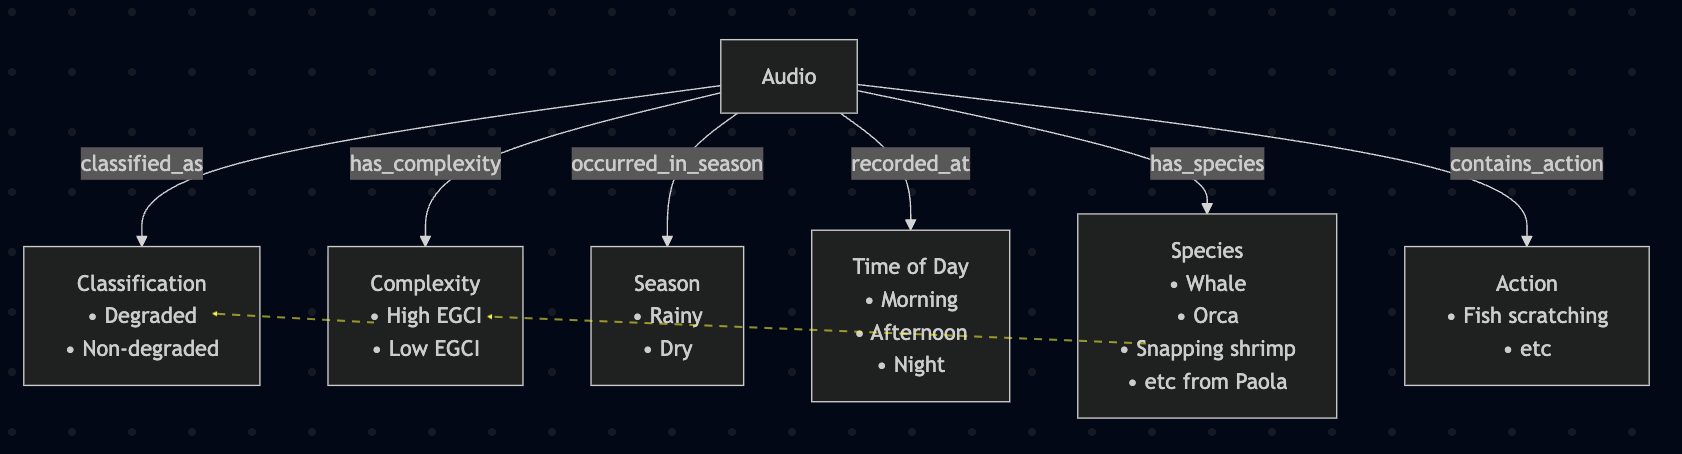 Audio
classified_as
has_complexity
occurred_in_season
recorded_at
has_species
contains_action
Classification
• Degraded
• Non-degraded
Complexity
• High EGCI
• Low EGCI
Season
• Rainy
• Dry
Time of Day
• Morning
• Afternoon
• Night
Species
• Whale
• Orca
• Snapping shrimp
• etc from Paola
Action
• Fish scratching
• etc